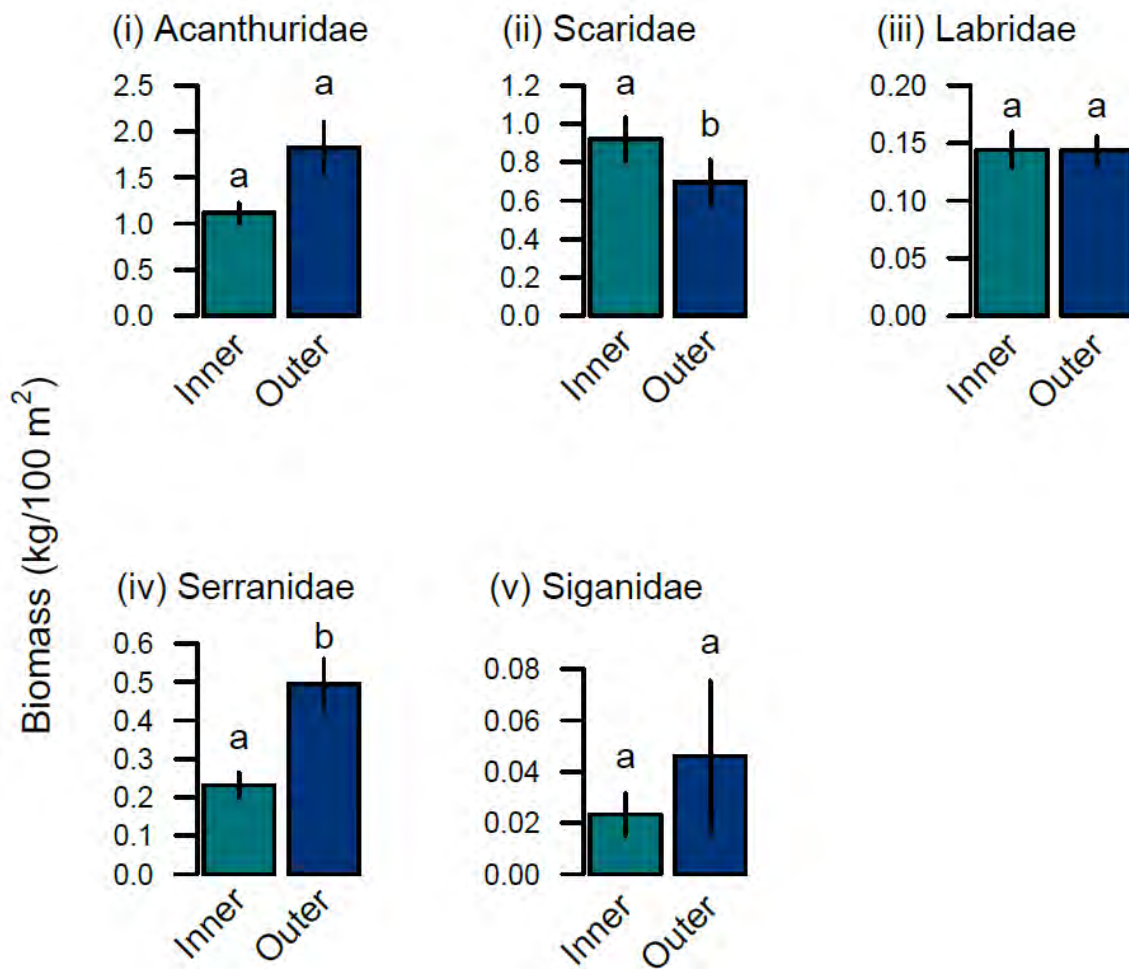 (i) Acanthuridae
2.5
2.0
1.5
1.0
0.5
0.0
a
a
Inner
Outer
(ii) Scaridae
1.2
1.0
0.8
0.6
0.4
0.2
0.0
a
b
Inner
Outer
(iii) Labridae
0.20
0.15
0.10
0.05
0.00
a
a
Inner
Outer
Biomass (kg/100 m²)
(iv) Serranidae
0.6
0.5
0.4
0.3
0.2
0.1
0.0
a
b
Inner
Outer
(v) Siganidae
0.08
0.06
0.04
0.02
0.00
a
a
Inner
Outer